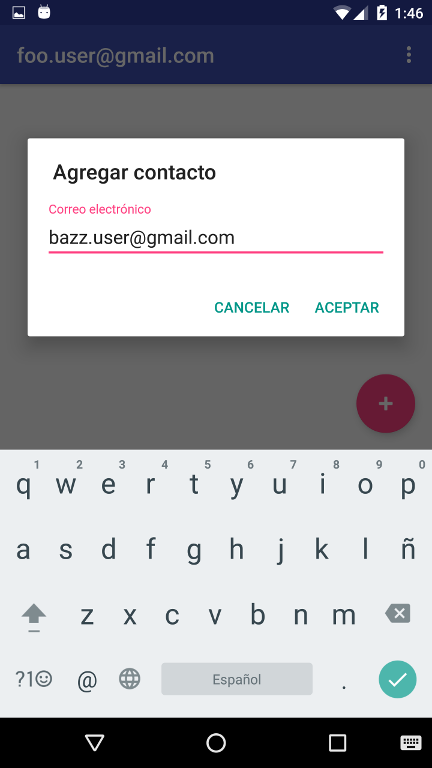 1:46
foo.user@gmail.com
Agregar contacto
Correo electrónico
bazz.user@gmail.com
CANCELAR ACEPTAR
+
1 2 3 4 5 6 7 8 9 0
q w e r t y u i o p
a s d f g h j k l ñ
z x c v b n m
?1☺ @ Español .